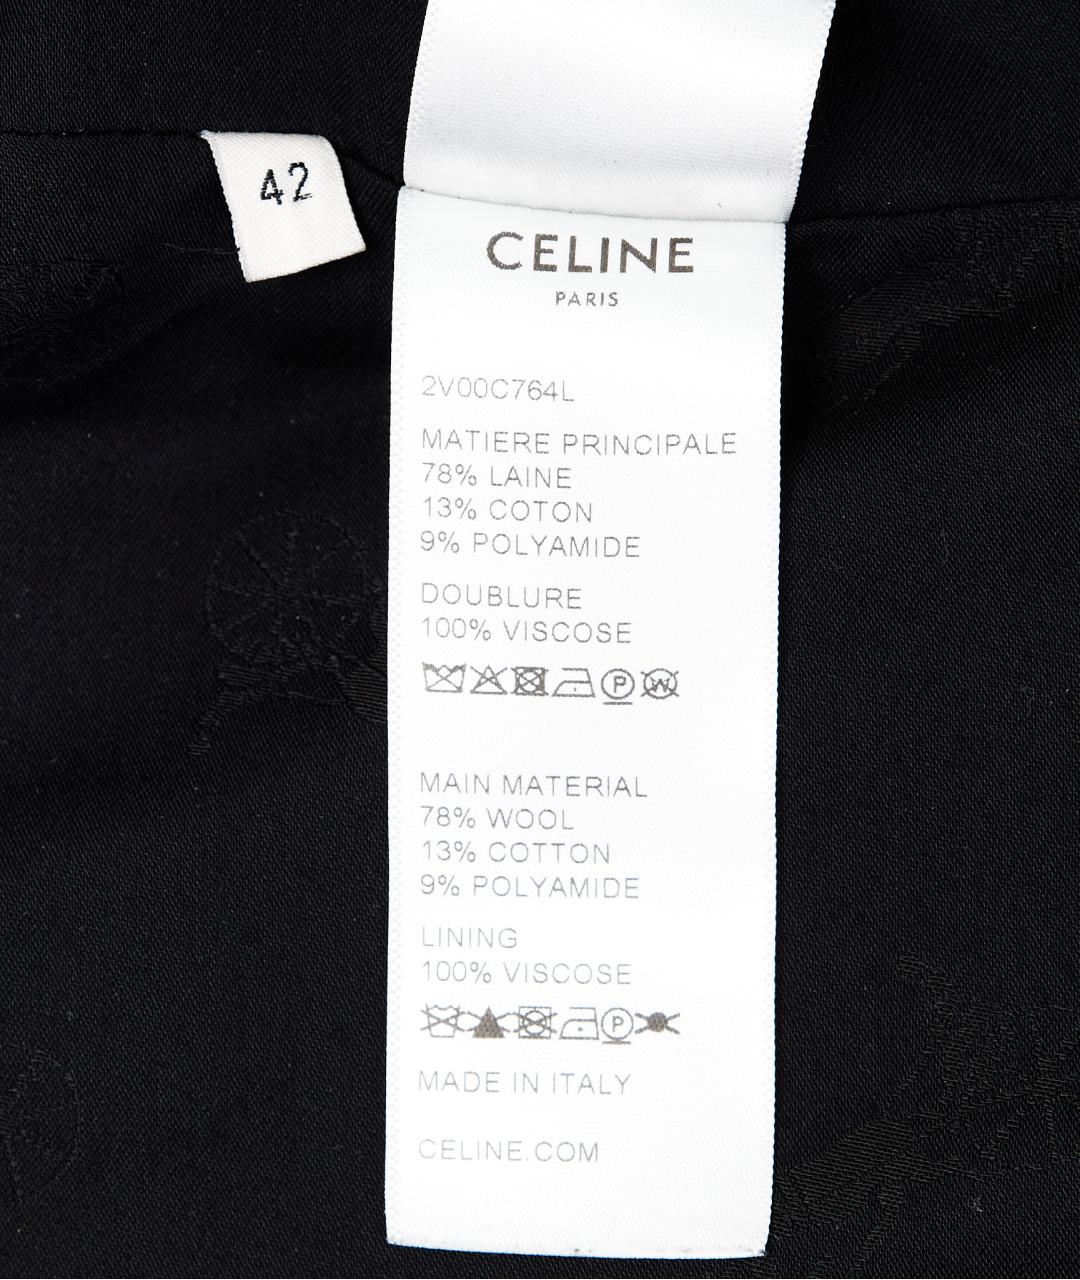 42
CELINE
PARIS
2V00C764L
MATIERE PRINCIPALE
78% LAINE
13% COTON
9% POLYAMIDE
DOUBLURE
100% VISCOSE
P W
MAIN MATERIAL
78% WOOL
13% COTTON
9% POLYAMIDE
LINING
100% VISCOSE
P
MADE IN ITALY
CELINE.COM